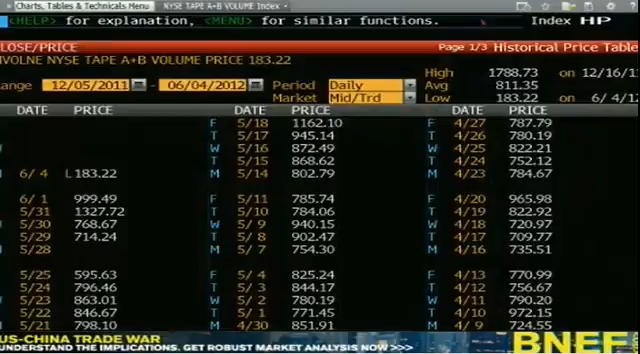 Charts, Tables & Technicals Menu NYSE TAPE A+B VOLUME Index
<HELP> for explanation, <MENU> for similar functions. Index HP
LOSE/PRICE Page 1/3 Historical Price Table
VOLNE NYSE TAPE A+B VOLUME PRICE 183.22
High 1788.73 on 12/16/1
ange 12/05/2011 - 06/04/2012 Period Daily Avg 811.35
Market Mid/Trd Low 183.22 on 6/ 4/1
DATE PRICE DATE PRICE DATE PRICE
F 5/18 1162.10 F 4/27 787.79
T 5/17 945.14 T 4/26 780.19
W 5/16 872.49 W 4/25 822.21
T 5/15 868.62 T 4/24 752.12
6/ 4 L183.22 M 5/14 802.79 M 4/23 784.67
6/ 1 999.49 F 5/11 785.74 F 4/20 965.98
5/31 1327.72 T 5/10 784.06 T 4/19 822.92
5/30 768.67 W 5/ 9 940.15 W 4/18 720.97
5/29 714.24 T 5/ 8 902.47 T 4/17 709.77
5/28 M 5/ 7 754.30 M 4/16 735.51
5/25 595.63 F 5/ 4 825.24 F 4/13 770.99
5/24 796.46 T 5/ 3 844.17 T 4/12 756.67
5/23 863.01 W 5/ 2 780.19 W 4/11 790.20
5/22 846.67 T 5/ 1 771.45 T 4/10 972.15
5/21 798.10 M 4/30 851.91 M 4/ 9 724.55
US-CHINA TRADE WAR BNEF
UNDERSTAND THE IMPLICATIONS. GET ROBUST MARKET ANALYSIS NOW >>>